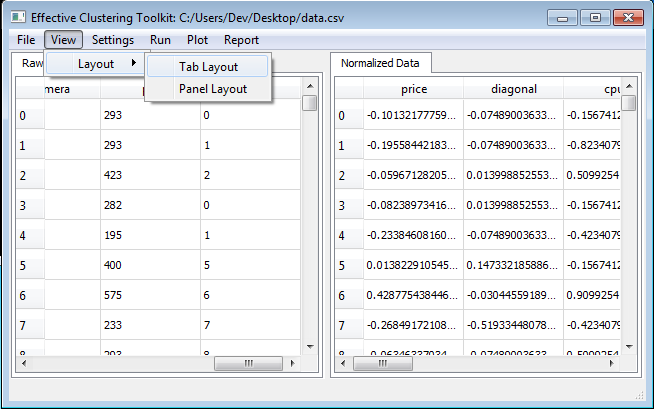 Effective Clustering Toolkit: C:/Users/Dev/Desktop/data.csv
File View Settings Run Plot Report
Layout
Tab Layout
Panel Layout
Raw
Normalized Data
mera p
price diagonal cpu
0 293 0
1 293 1
2 423 2
3 282 0
4 195 1
5 400 5
6 575 6
7 233 7
8 293 8
0 -0.10132177759... -0.07489003633... -0.1567412
1 -0.19558442183... -0.07489003633... -0.8234079
2 -0.05967128205... 0.013998852553... 0.5099254
3 -0.08238973416... 0.013998852553... -0.1567412
4 -0.23384608160... -0.07489003633... -0.4234079
5 0.013822910545... 0.147332185886... -0.1567412
6 0.428775438446... -0.03044559189... 0.9099254
7 -0.26849172108... -0.51933448078... -0.4234079
8 -0.06346337034... -0.07489003633... 0.5099254